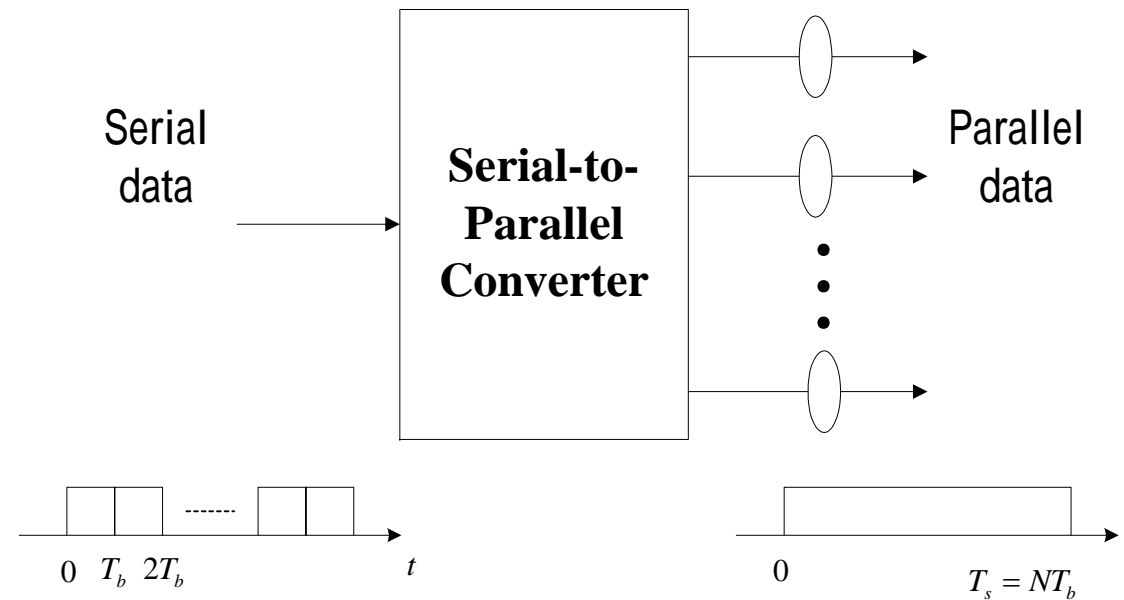 Serial
data
Serial-to-
Parallel
Converter
Parallel
data
0 T_b 2T_b t
0 T_s = NT_b